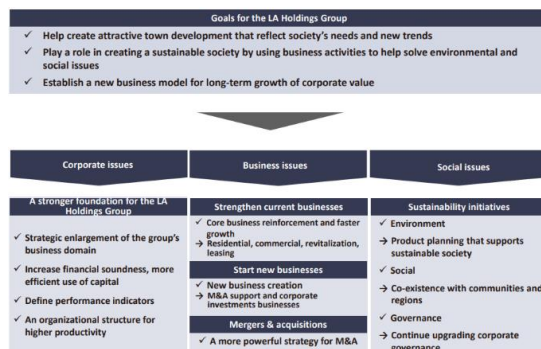 Goals for the LA Holdings Group
✓ Help create attractive town development that reflect society's needs and new trends
✓ Play a role in creating a sustainable society by using business activities to help solve environmental and
social issues
✓ Establish a new business model for long-term growth of corporate value
Corporate issues
A stronger foundation for the LA
Holdings Group
✓ Strategic enlargement of the group's
business domain
✓ Increase financial soundness, more
efficient use of capital
✓ Define performance indicators
✓ An organizational structure for
higher productivity
Business issues
Strengthen current businesses
✓ Core business reinforcement and faster
growth
→ Residential, commercial, revitalization,
leasing
Start new businesses
✓ New business creation
→ M&A support and corporate
investments businesses
Mergers & acquisitions
✓ A more powerful strategy for M&A
Social issues
Sustainability initiatives
✓ Environment
→ Product planning that supports
sustainable society
✓ Social
→ Co-existence with communities and
regions
✓ Governance
→ Continue upgrading corporate
governance